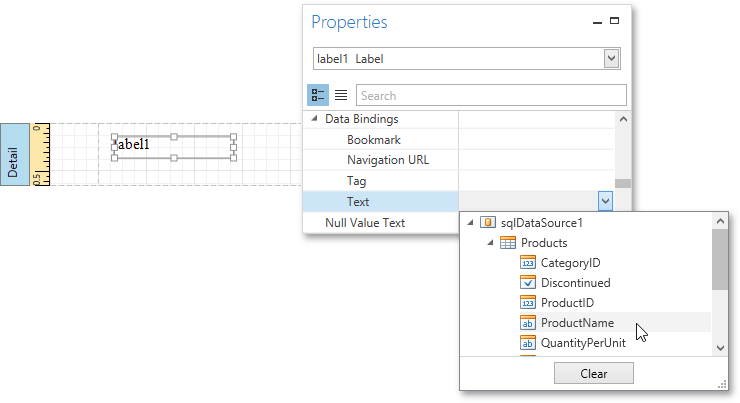 Properties
label1 Label
Search
Data Bindings
Bookmark
Navigation URL
Tag
Text
Null Value Text
Detail
0
0.5
label1
sqlDataSource1
Products
123 CategoryID
Discontinued
123 ProductID
ab ProductName
ab QuantityPerUnit
Clear